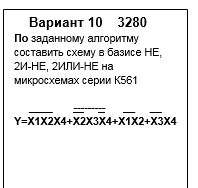 Вариант 10 3280
По заданному алгоритму
составить схему в базисе НЕ,
2И-НЕ, 2ИЛИ-НЕ на
микросхемах серии К561
Y=X1X2X4+X2X3X4+X1X2+X3X4